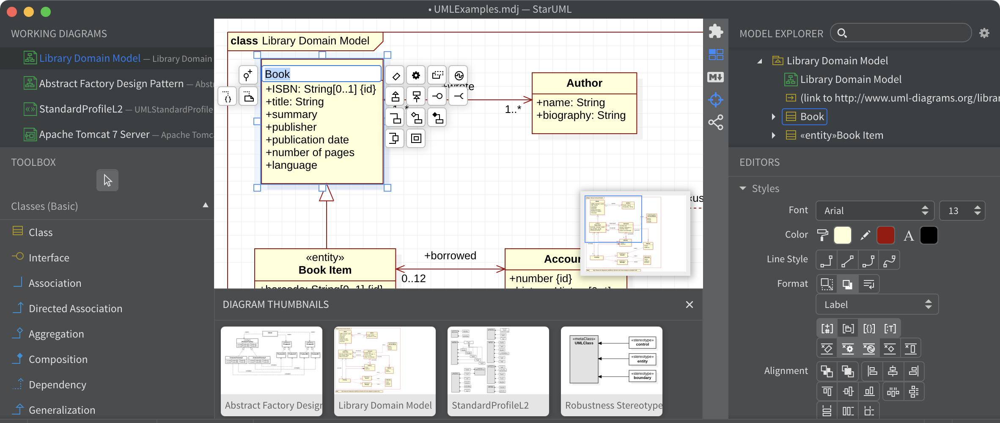 • UMLExamples.mdj — StarUML
WORKING DIAGRAMS
Library Domain Model — Library Domain
Abstract Factory Design Pattern — Abst
StandardProfileL2 — UMLStandardProfile
Apache Tomcat 7 Server — Apache Tomc
TOOLBOX
Classes (Basic)
Class
Interface
Association
Directed Association
Aggregation
Composition
Dependency
Generalization
class Library Domain Model
Book
+ISBN: String[0..1] {id}
+title: String
+summary
+publisher
+publication date
+number of pages
+language
+wrote
1..*
1..*
Author
+name: String
+biography: String
«us
«entity»
Book Item
+barcode: String[0..1] {id}
+borrowed
0..12
Accoun
+number {id}
DIAGRAM THUMBNAILS
«metaClass»
UMLClass
«stereotype»
control
«stereotype»
entity
«stereotype»
boundary
Abstract Factory Design
Library Domain Model
StandardProfileL2
Robustness Stereotype
MODEL EXPLORER
Library Domain Model
Library Domain Model
(link to http://www.uml-diagrams.org/librar
Book
«entity»Book Item
EDITORS
Styles
Font
Arial
13
Color
A
Line Style
Format
Label
Alignment